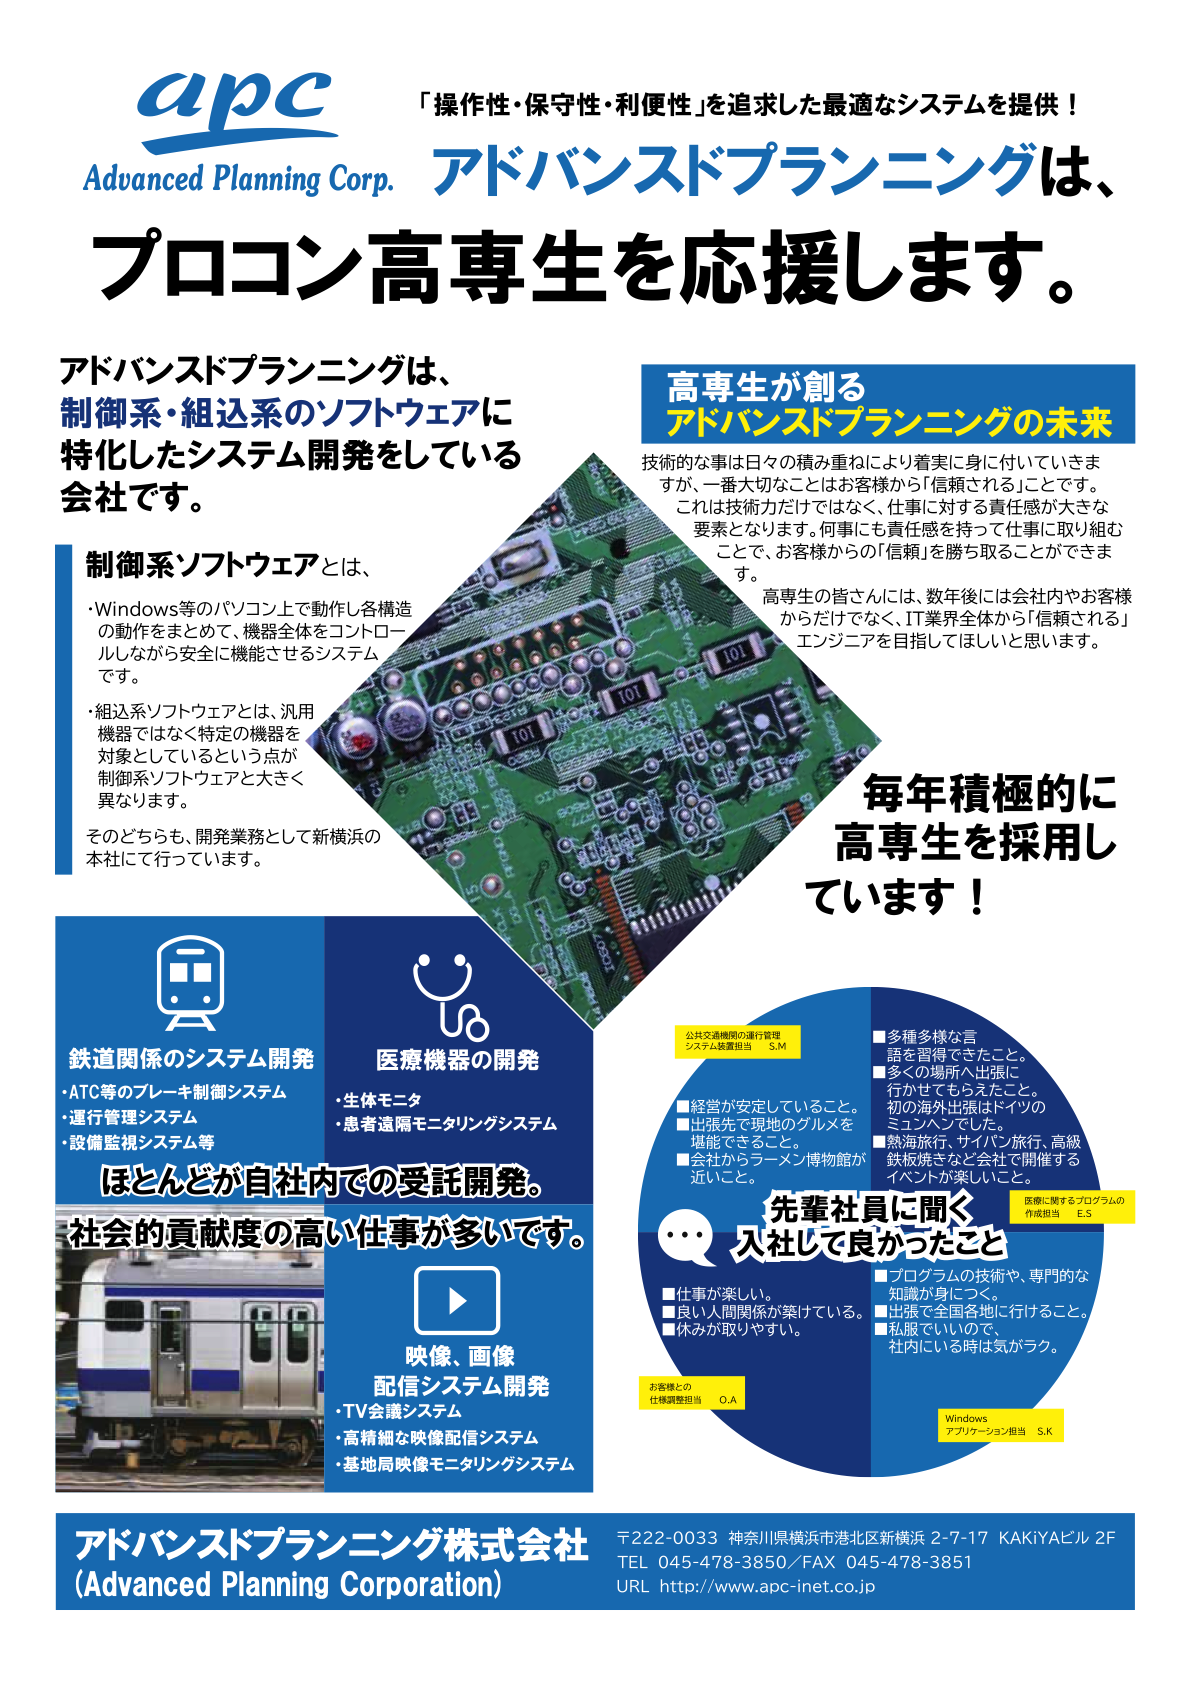 apc
Advanced Planning Corp.
「操作性・保守性・利便性」を追求した最適なシステムを提供！
アドバンスドプランニングは、
プロコン高専生を応援します。
アドバンスドプランニングは、
制御系・組込系のソフトウェアに
特化したシステム開発をしている
会社です。
制御系ソフトウェアとは、
・Windows等のパソコン上で動作し各構造
の動作をまとめて、機器全体をコントロー
ルしながら安全に機能させるシステム
です。
・組込系ソフトウェアとは、汎用
機器ではなく特定の機器を
対象としているという点が
制御系ソフトウェアと大きく
異なります。
そのどちらも、開発業務として新横浜の
本社にて行っています。
高専生が創る
アドバンスドプランニングの未来
技術的な事は日々の積み重ねにより着実に身に付いていきま
すが、一番大切なことはお客様から「信頼される」ことです。
これは技術力だけではなく、仕事に対する責任感が大きな
要素となります。何事にも責任感を持って仕事に取り組む
ことで、お客様からの「信頼」を勝ち取ることができま
す。
高専生の皆さんには、数年後には会社内やお客様
からだけでなく、IT業界全体から「信頼される」
エンジニアを目指してほしいと思います。
101
101
101
毎年積極的に
高専生を採用し
ています！
鉄道関係のシステム開発
・ATC等のブレーキ制御システム
・運行管理システム
・設備監視システム等
医療機器の開発
・生体モニタ
・患者遠隔モニタリングシステム
ほとんどが自社内での受託開発。
社会的貢献度の高い仕事が多いです。
映像、画像
配信システム開発
・TV会議システム
・高精細な映像配信システム
・基地局映像モニタリングシステム
公共交通機関の運行管理
システム装置担当 S.M
■経営が安定していること。
■出張先で現地のグルメを
堪能できること。
■会社からラーメン博物館が
近いこと。
■多種多様な言
語を習得できたこと。
■多くの場所へ出張に
行かせてもらえたこと。
初の海外出張はドイツの
ミュンヘンでした。
■熱海旅行、サイパン旅行、高級
鉄板焼きなど会社で開催する
イベントが楽しいこと。
医療に関するプログラムの
作成担当 E.S
先輩社員に聞く
入社して良かったこと
■仕事が楽しい。
■良い人間関係が築けている。
■休みが取りやすい。
お客様との
仕様調整担当 O.A
■プログラムの技術や、専門的な
知識が身につく。
■出張で全国各地に行けること。
■私服でいいので、
社内にいる時は気がラク。
Windows
アプリケーション担当 S.K
アドバンスドプランニング株式会社
(Advanced Planning Corporation)
〒222-0033 神奈川県横浜市港北区新横浜 2-7-17 KAKiYAビル 2F
TEL 045-478-3850／FAX 045-478-3851
URL http://www.apc-inet.co.jp